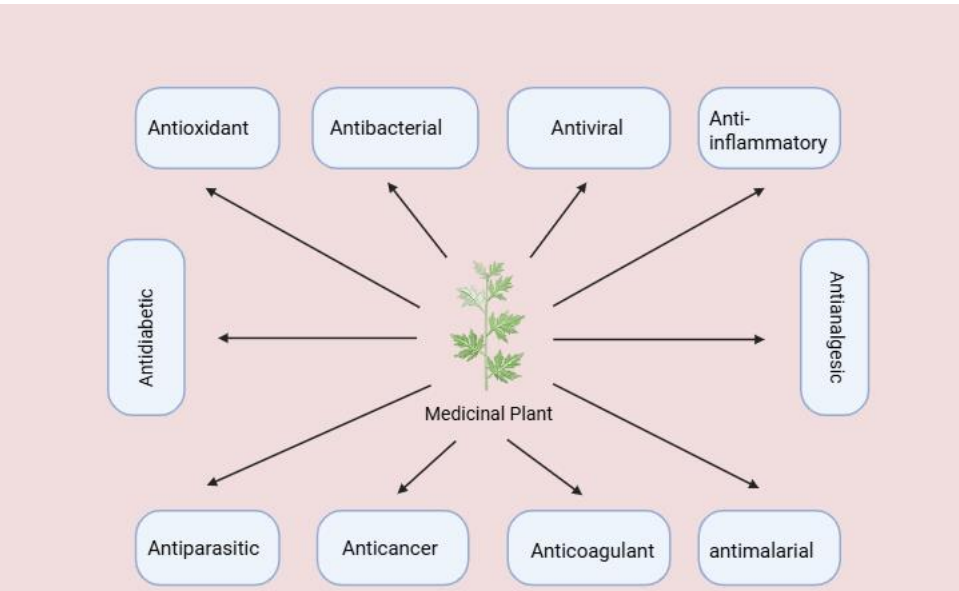 Antioxidant
Antibacterial
Antiviral
Anti-
inflammatory
Antidiabetic
Antianalgesic
Medicinal Plant
Antiparasitic
Anticancer
Anticoagulant
antimalarial